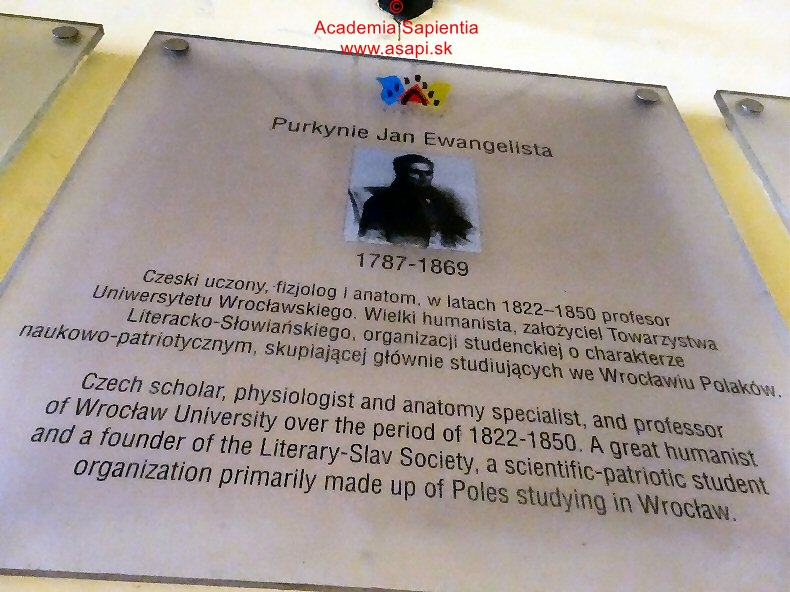 ©
Academia Sapientia
www.asapi.sk
Purkynie Jan Ewangelista
1787-1869
Czeski uczony, fizjolog i anatom, w latach 1822–1850 profesor
Uniwersytetu Wrocławskiego. Wielki humanista, założyciel Towarzystwa
Literacko-Słowiańskiego, organizacji studenckiej o charakterze
naukowo-patriotycznym, skupiającej głównie studiujących we Wrocławiu Polaków.
Czech scholar, physiologist and anatomy specialist, and professor
of Wrocław University over the period of 1822-1850. A great humanist
and a founder of the Literary-Slav Society, a scientific-patriotic student
organization primarily made up of Poles studying in Wrocław.